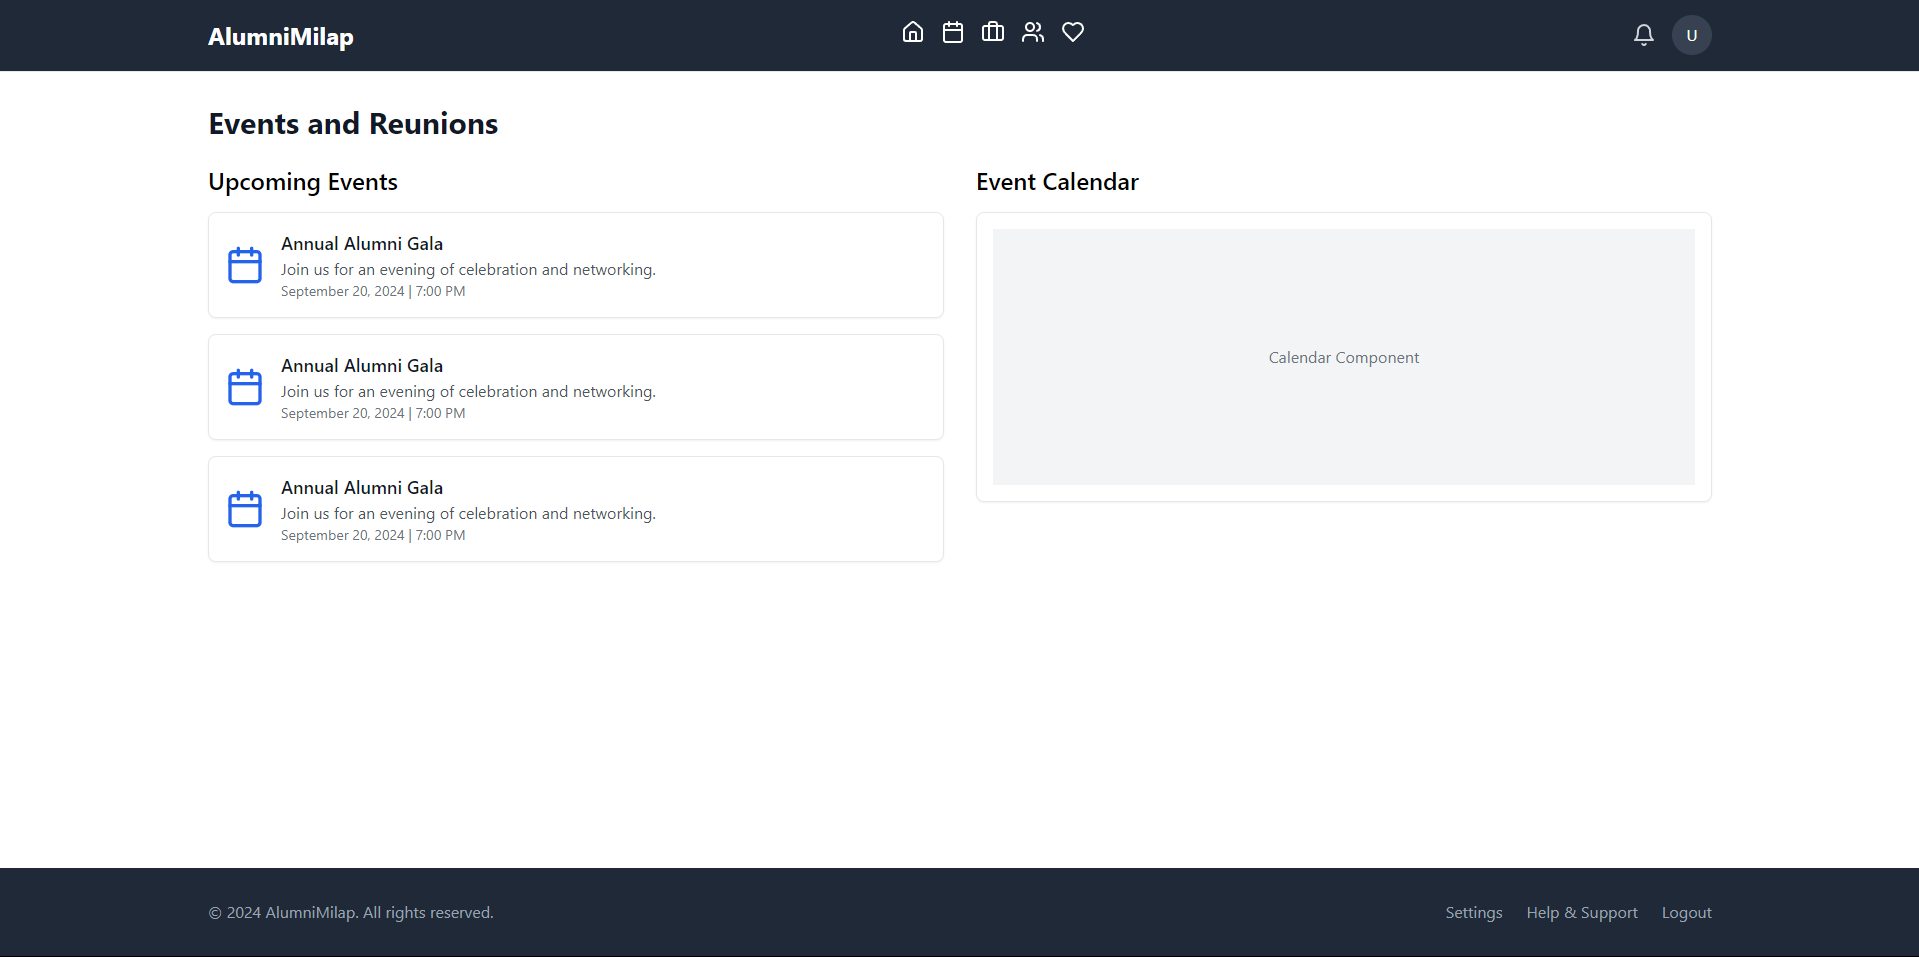 AlumniMilap
U
Events and Reunions
Upcoming Events
Annual Alumni Gala
Join us for an evening of celebration and networking.
September 20, 2024 | 7:00 PM
Annual Alumni Gala
Join us for an evening of celebration and networking.
September 20, 2024 | 7:00 PM
Annual Alumni Gala
Join us for an evening of celebration and networking.
September 20, 2024 | 7:00 PM
Event Calendar
Calendar Component
© 2024 AlumniMilap. All rights reserved.
Settings
Help & Support
Logout